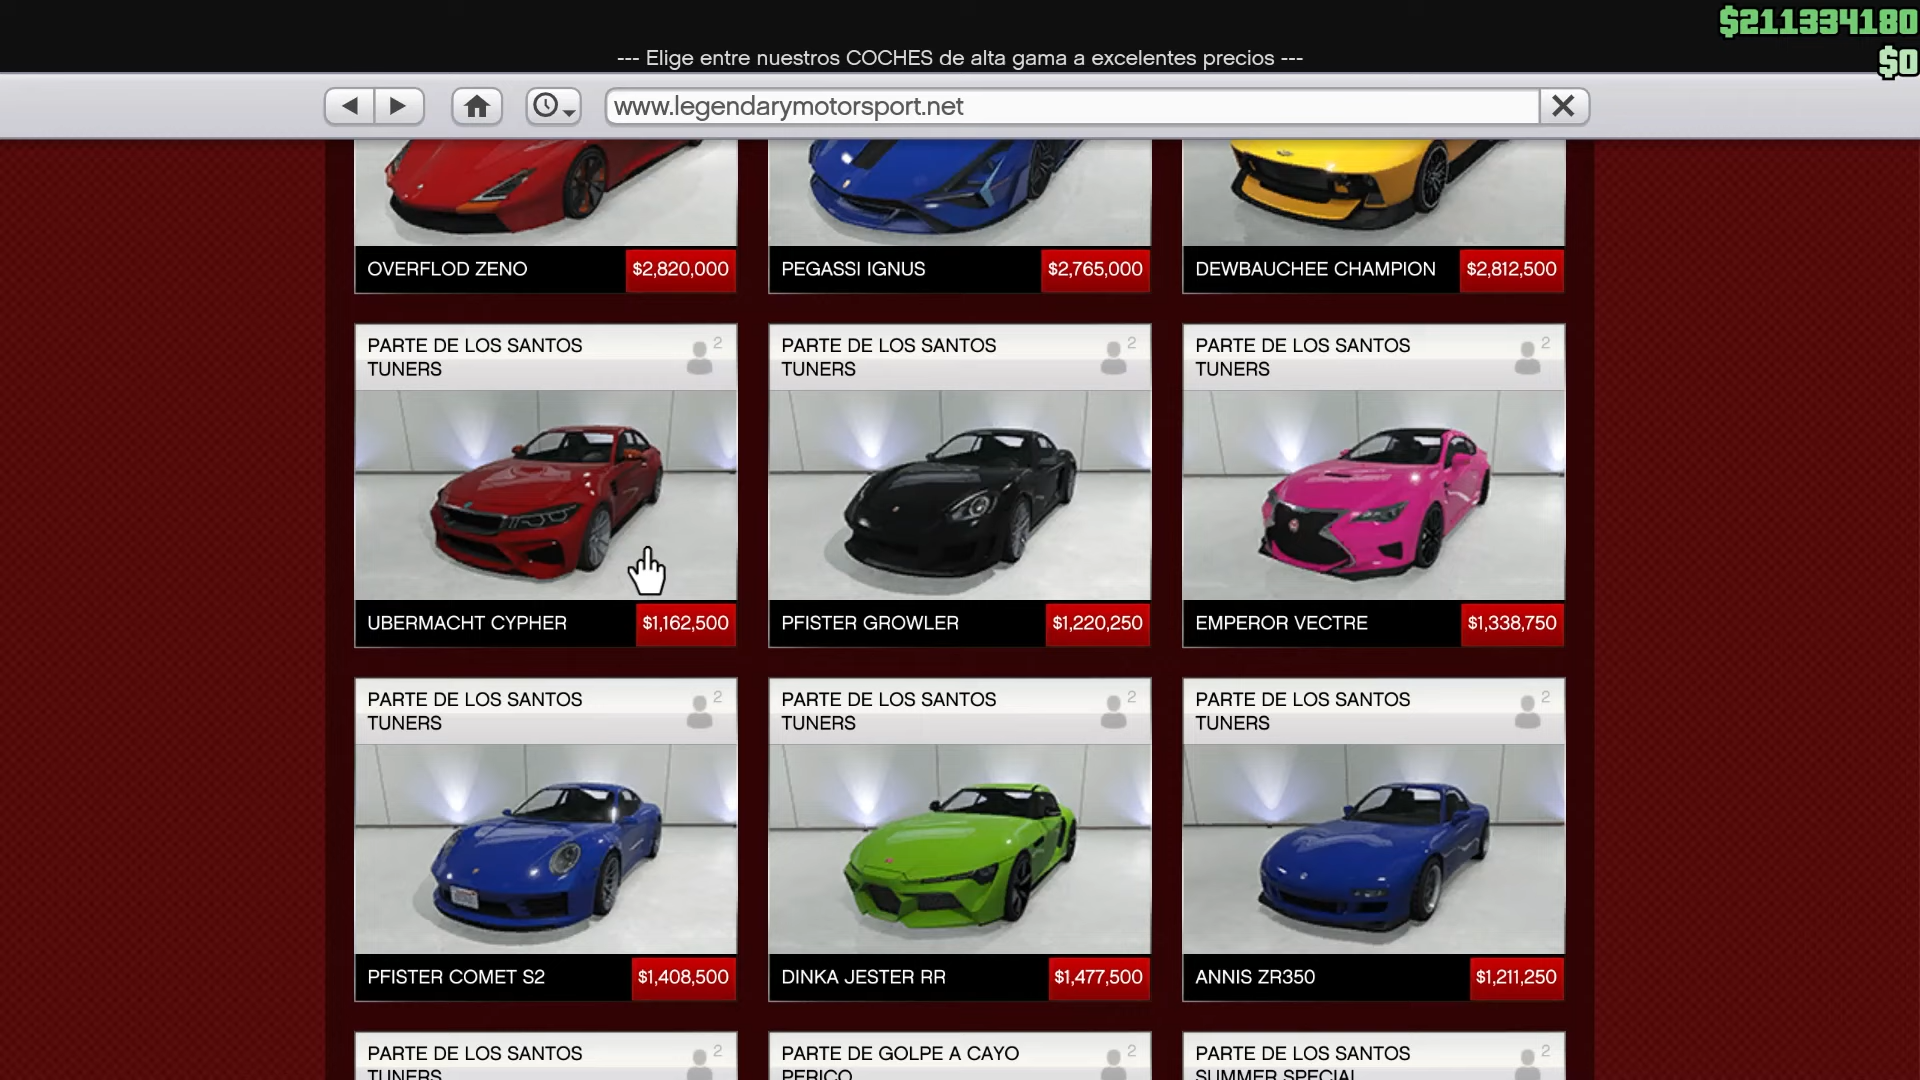 $211334180
--- Elige entre nuestros COCHES de alta gama a excelentes precios ---
$0
www.legendarymotorsport.net
OVERFLOD ZENO $2,820,000
PEGASSI IGNUS $2,765,000
DEWBAUCHEE CHAMPION $2,812,500
PARTE DE LOS SANTOS
TUNERS
2
UBERMACHT CYPHER $1,162,500
PARTE DE LOS SANTOS
TUNERS
2
PFISTER GROWLER $1,220,250
PARTE DE LOS SANTOS
TUNERS
2
EMPEROR VECTRE $1,338,750
PARTE DE LOS SANTOS
TUNERS
2
PFISTER COMET S2 $1,408,500
PARTE DE LOS SANTOS
TUNERS
2
DINKA JESTER RR $1,477,500
PARTE DE LOS SANTOS
TUNERS
2
ANNIS ZR350 $1,211,250
PARTE DE LOS SANTOS
TUNERS
2
PARTE DE GOLPE A CAYO
PERICO
2
PARTE DE LOS SANTOS
SUMMER SPECIAL
2